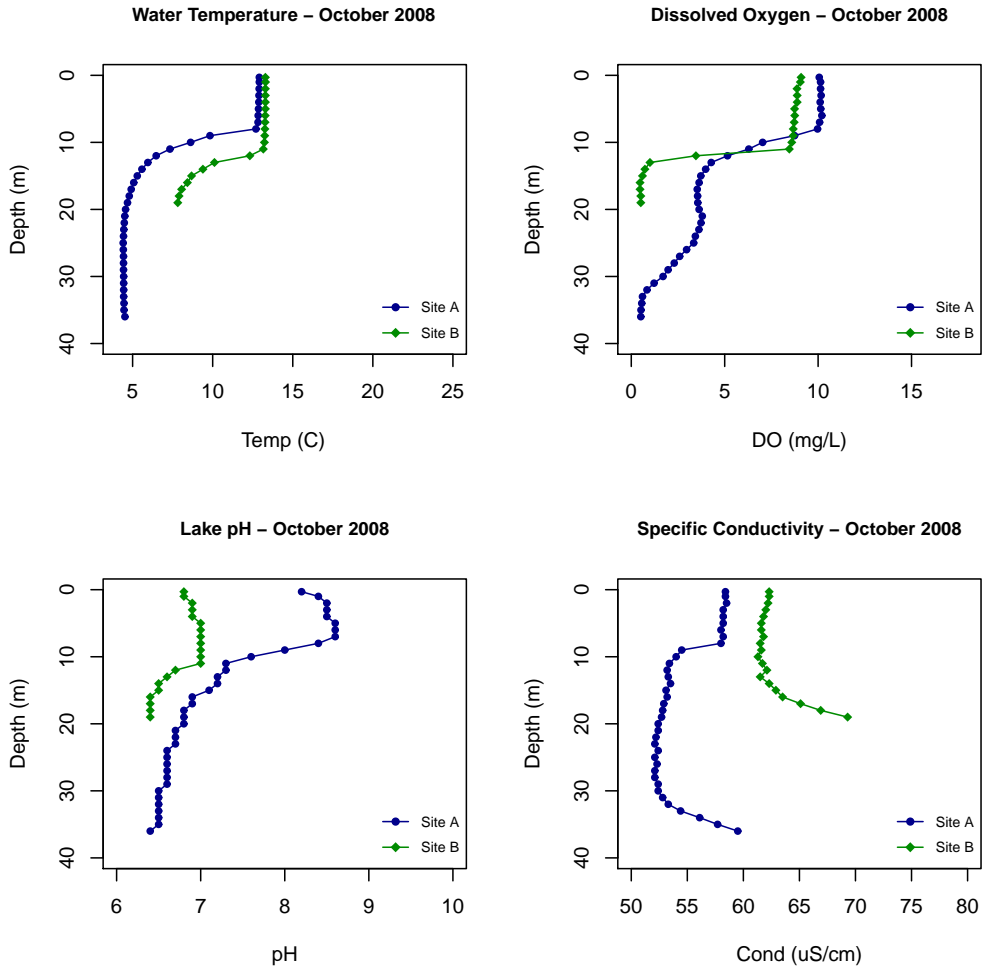 Water Temperature – October 2008
0
10
20
30
40
Depth (m)
5 10 15 20 25
Temp (C)
Site A
Site B
Dissolved Oxygen – October 2008
0
10
20
30
40
Depth (m)
0 5 10 15
DO (mg/L)
Site A
Site B
Lake pH – October 2008
0
10
20
30
40
Depth (m)
6 7 8 9 10
pH
Site A
Site B
Specific Conductivity – October 2008
0
10
20
30
40
Depth (m)
50 55 60 65 70 75 80
Cond (uS/cm)
Site A
Site B